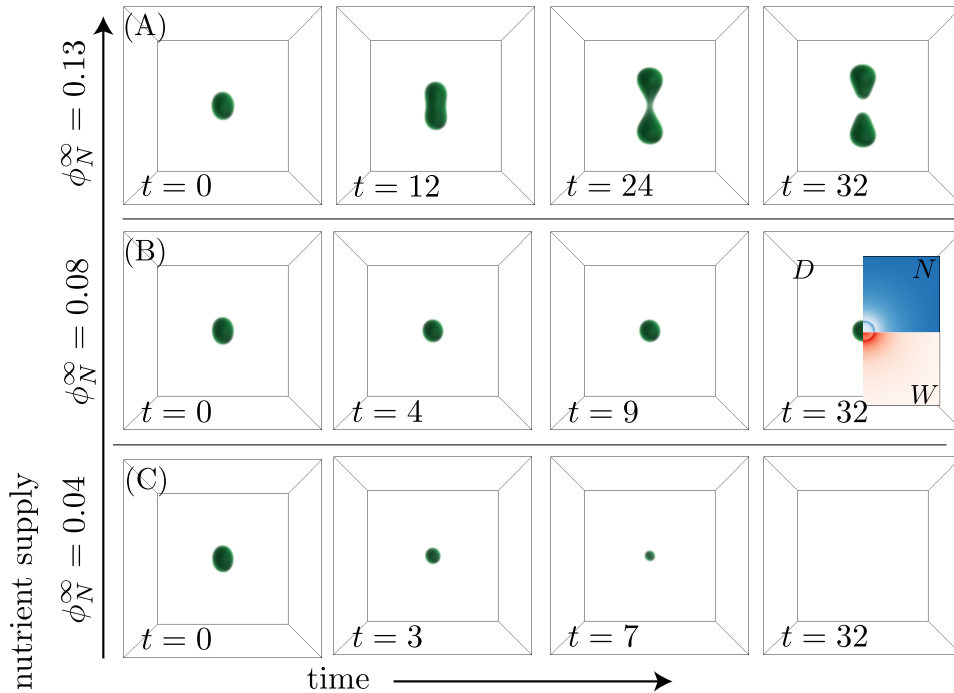 (A)
t = 0
t = 12
t = 24
t = 32
ϕ_N^∞ = 0.13
(B)
D
N
W
t = 0
t = 4
t = 9
t = 32
ϕ_N^∞ = 0.08
(C)
t = 0
t = 3
t = 7
t = 32
ϕ_N^∞ = 0.04
nutrient supply
time